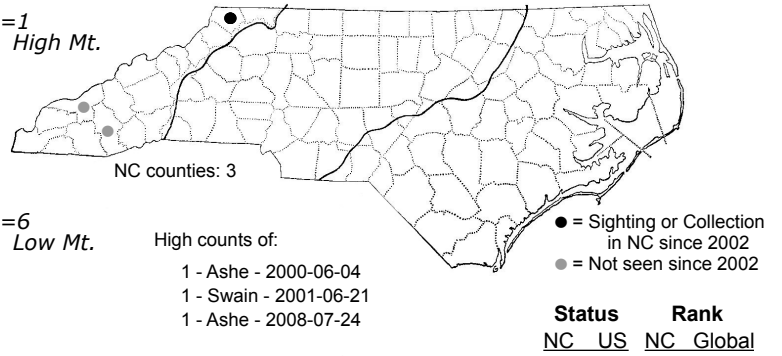 =1
High Mt.
NC counties: 3
=6
Low Mt.
High counts of:
1 - Ashe - 2000-06-04
1 - Swain - 2001-06-21
1 - Ashe - 2008-07-24
= Sighting or Collection
in NC since 2002
= Not seen since 2002
Status Rank
NC US NC Global